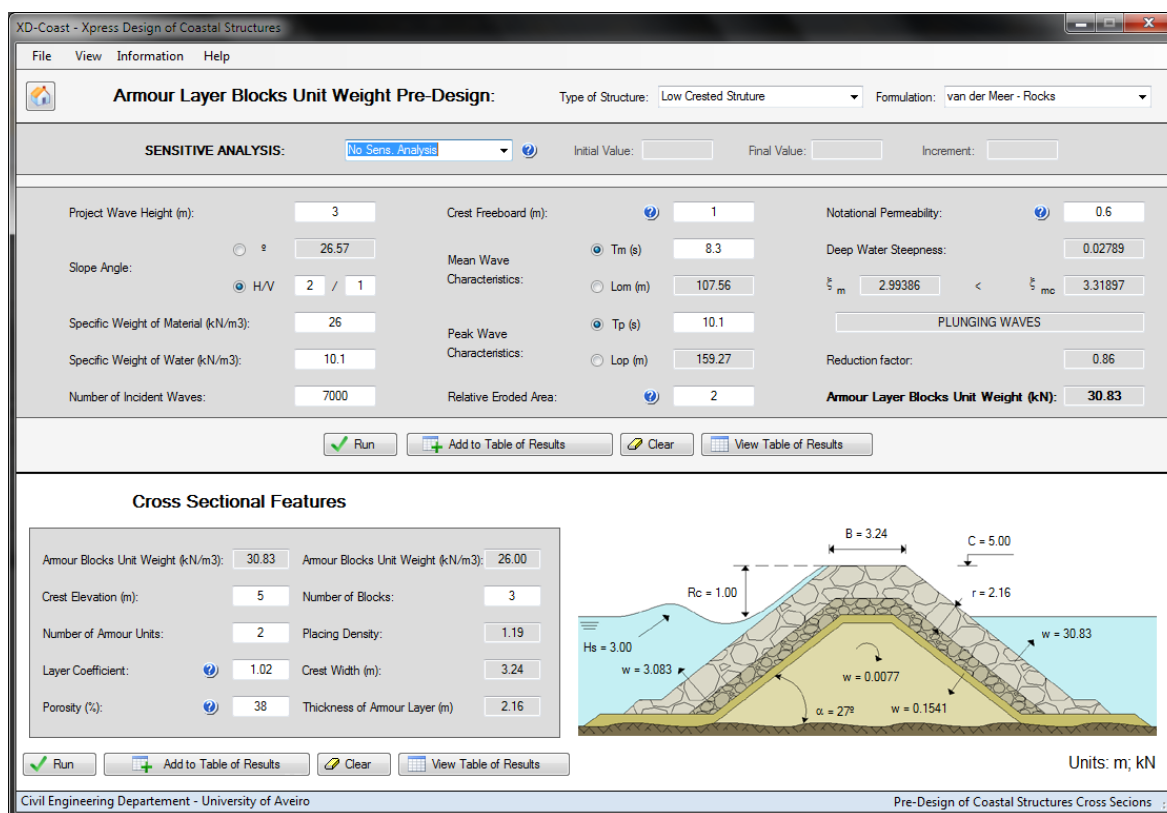 XD-Coast - Xpress Design of Coastal Structures
File View Information Help
Armour Layer Blocks Unit Weight Pre-Design: Type of Structure: Low Crested Struture Formulation: van der Meer - Rocks
SENSITIVE ANALYSIS: No Sens. Analysis Initial Value: Final Value: Increment:
Project Wave Height (m): 3 Crest Freeboard (m): 1 Notational Permeability: 0.6
º 26.57 Tm (s) 8.3 Deep Water Steepness: 0.02789
Slope Angle: Mean Wave Characteristics:
H/V 2 / 1 Lom (m) 107.56 ξ m 2.99386 < ξ mc 3.31897
Specific Weight of Material (kN/m3): 26 Tp (s) 10.1 PLUNGING WAVES
Peak Wave Characteristics:
Specific Weight of Water (kN/m3): 10.1 Lop (m) 159.27 Reduction factor: 0.86
Number of Incident Waves: 7000 Relative Eroded Area: 2 Armour Layer Blocks Unit Weight (kN): 30.83
Run Add to Table of Results Clear View Table of Results
Cross Sectional Features
Armour Blocks Unit Weight (kN/m3): 30.83 Armour Blocks Unit Weight (kN/m3): 26.00
Crest Elevation (m): 5 Number of Blocks: 3
Number of Armour Units: 2 Placing Density: 1.19
Layer Coefficient: 1.02 Crest Width (m): 3.24
Porosity (%): 38 Thickness of Armour Layer (m) 2.16
B = 3.24
C = 5.00
Rc = 1.00
r = 2.16
Hs = 3.00
w = 30.83
w = 3.083
w = 0.0077
α = 27º
w = 0.1541
Run Add to Table of Results Clear View Table of Results
Units: m; kN
Civil Engineering Departement - University of Aveiro Pre-Design of Coastal Structures Cross Secions